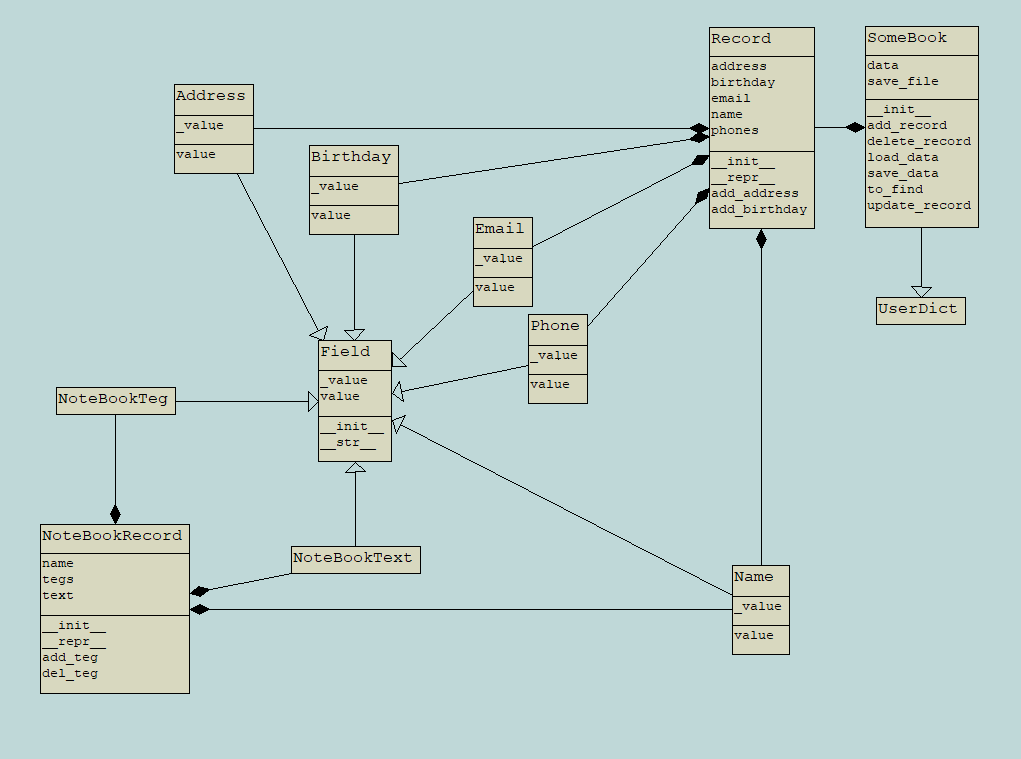 Record
address
birthday
email
name
phones
__init__
__repr__
add_address
add_birthday
SomeBook
data
save_file
__init__
add_record
delete_record
load_data
save_data
to_find
update_record
Address
_value
value
Birthday
_value
value
Email
_value
value
UserDict
Phone
_value
value
Field
_value
value
__init__
__str__
NoteBookTeg
NoteBookRecord
name
tegs
text
__init__
__repr__
add_teg
del_teg
NoteBookText
Name
_value
value